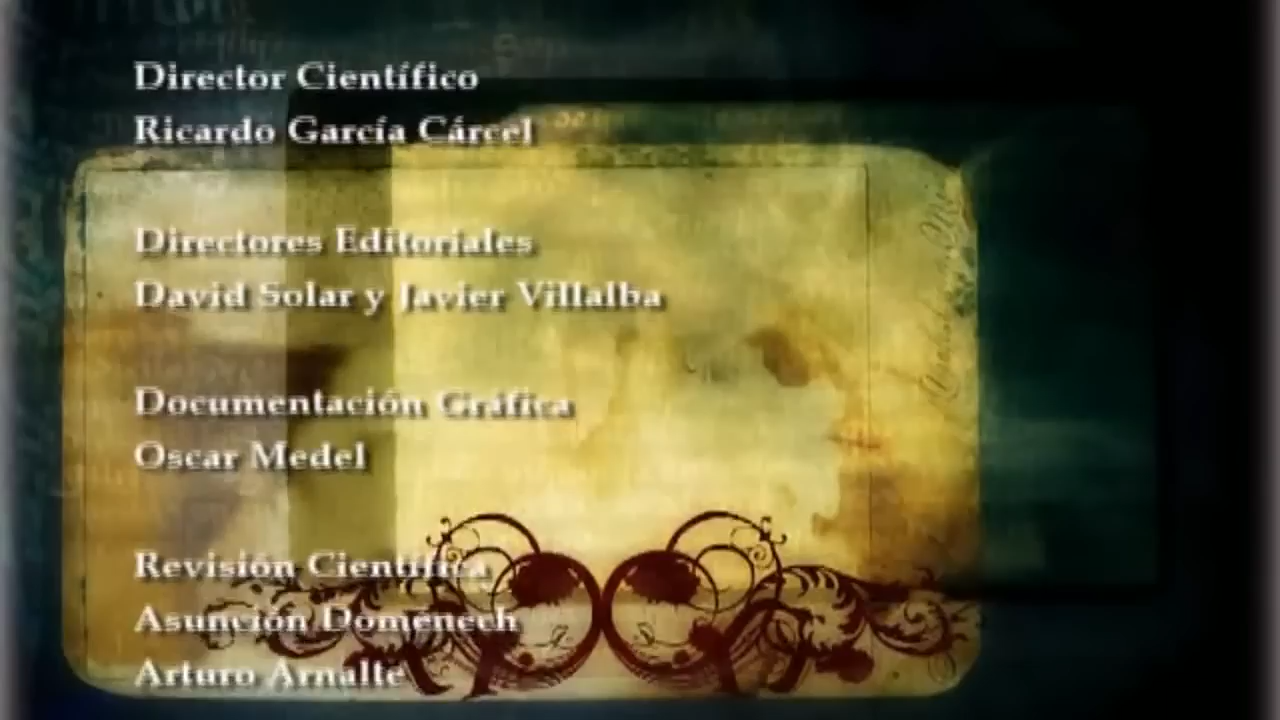 Director Científico
Ricardo García Cárcel
Directores Editoriales
David Solar y Javier Villalba
Documentación Gráfica
Oscar Medel
Revisión Científica
Asunción Domenech
Arturo Arnalte